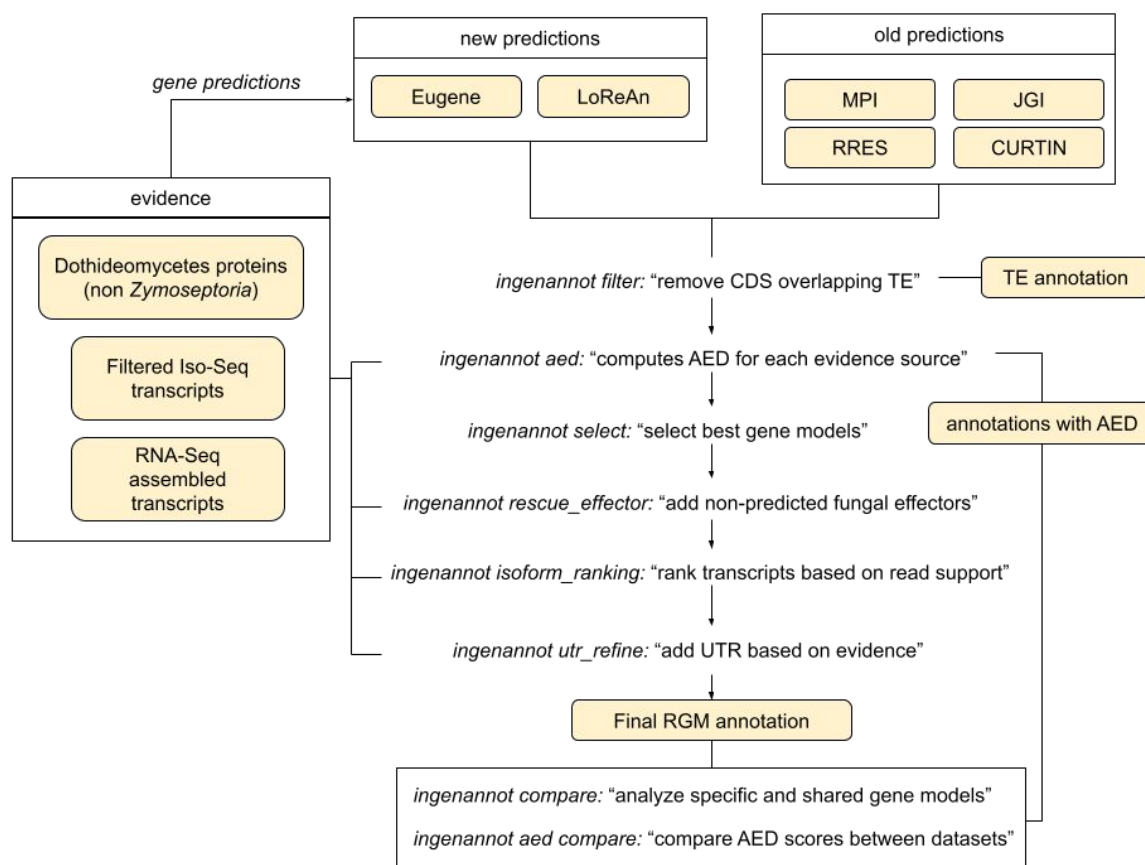 new predictions
Eugene
LoReAn
old predictions
MPI
JGI
RRES
CURTIN
gene predictions
evidence
Dothideomycetes proteins
(non Zymoseptoria)
Filtered Iso-Seq
transcripts
RNA-Seq
assembled
transcripts
ingenannot filter: “remove CDS overlapping TE”
TE annotation
ingenannot aed: “computes AED for each evidence source”
annotations with AED
ingenannot select: “select best gene models”
ingenannot rescue_effector: “add non-predicted fungal effectors”
ingenannot isoform_ranking: “rank transcripts based on read support”
ingenannot utr_refine: “add UTR based on evidence”
Final RGM annotation
ingenannot compare: “analyze specific and shared gene models”
ingenannot aed compare: “compare AED scores between datasets”